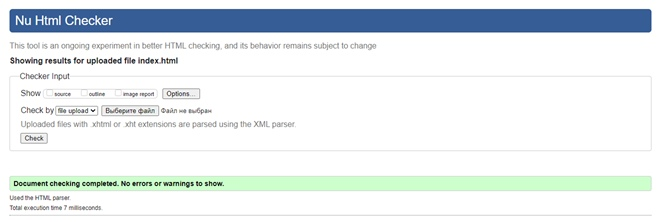 Nu Html Checker
This tool is an ongoing experiment in better HTML checking, and its behavior remains subject to change
Showing results for uploaded file index.html
Checker Input
Show source outline image report Options...
Check by file upload Выберите файл Файл не выбран
Uploaded files with .xhtml or .xht extensions are parsed using the XML parser.
Check
Document checking completed. No errors or warnings to show.
Used the HTML parser.
Total execution time 7 milliseconds.